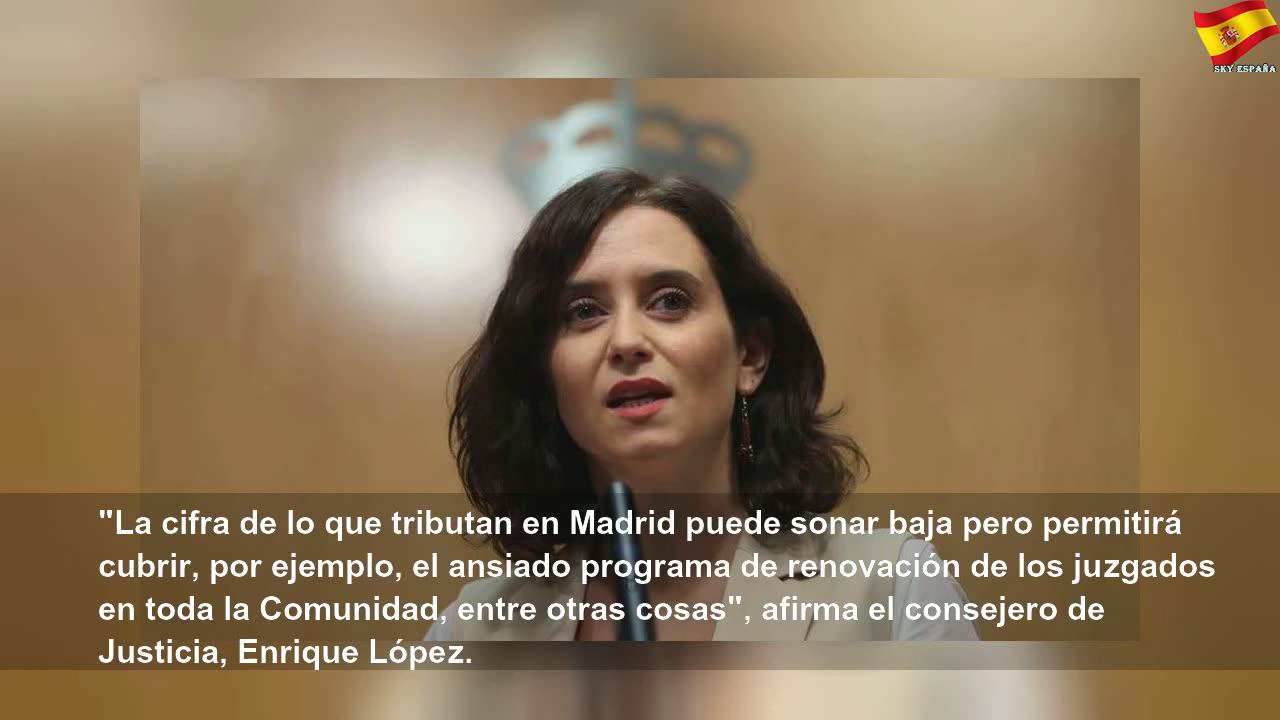 SKY ESPAÑA
"La cifra de lo que tributan en Madrid puede sonar baja pero permitirá
cubrir, por ejemplo, el ansiado programa de renovación de los juzgados
en toda la Comunidad, entre otras cosas", afirma el consejero de
Justicia, Enrique López.